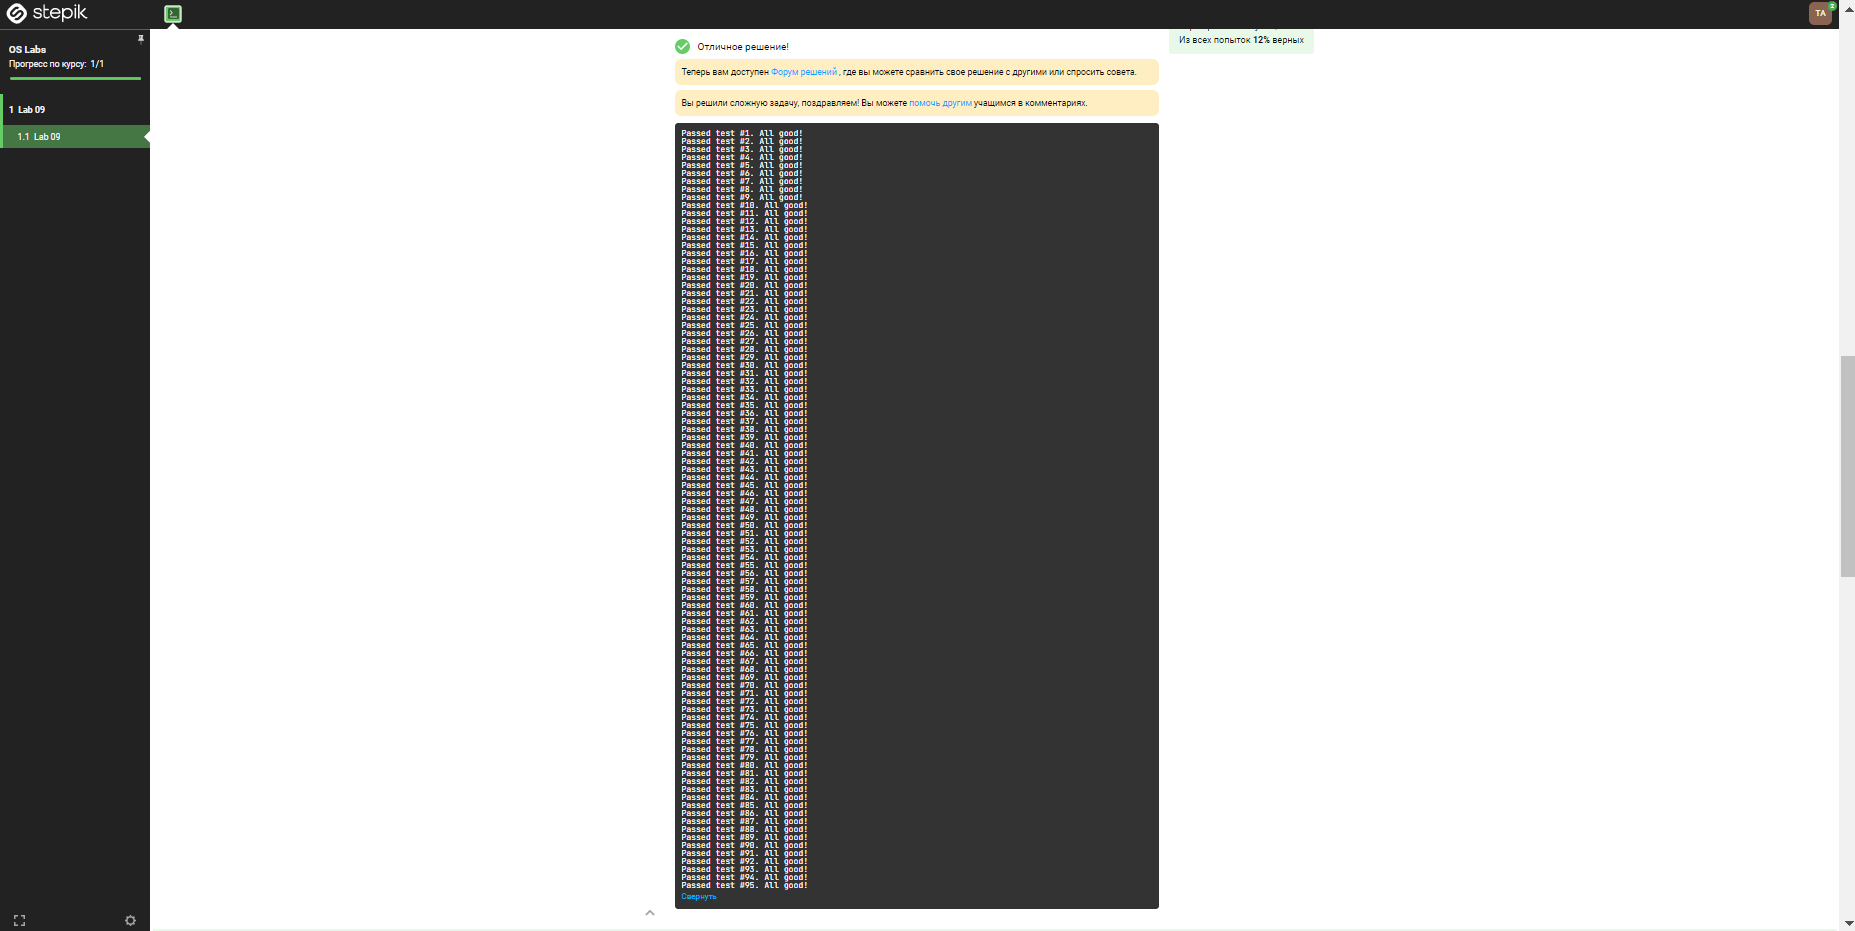 stepik
TA
2
OS Labs
Прогресс по курсу: 1/1
1 Lab 09
1.1 Lab 09
Из всех попыток 12% верных
Отличное решение!
Теперь вам доступен Форум решений , где вы можете сравнить свое решение с другими или спросить совета.
Вы решили сложную задачу, поздравляем! Вы можете помочь другим учащимся в комментариях.
Passed test #1. All good!
Passed test #2. All good!
Passed test #3. All good!
Passed test #4. All good!
Passed test #5. All good!
Passed test #6. All good!
Passed test #7. All good!
Passed test #8. All good!
Passed test #9. All good!
Passed test #10. All good!
Passed test #11. All good!
Passed test #12. All good!
Passed test #13. All good!
Passed test #14. All good!
Passed test #15. All good!
Passed test #16. All good!
Passed test #17. All good!
Passed test #18. All good!
Passed test #19. All good!
Passed test #20. All good!
Passed test #21. All good!
Passed test #22. All good!
Passed test #23. All good!
Passed test #24. All good!
Passed test #25. All good!
Passed test #26. All good!
Passed test #27. All good!
Passed test #28. All good!
Passed test #29. All good!
Passed test #30. All good!
Passed test #31. All good!
Passed test #32. All good!
Passed test #33. All good!
Passed test #34. All good!
Passed test #35. All good!
Passed test #36. All good!
Passed test #37. All good!
Passed test #38. All good!
Passed test #39. All good!
Passed test #40. All good!
Passed test #41. All good!
Passed test #42. All good!
Passed test #43. All good!
Passed test #44. All good!
Passed test #45. All good!
Passed test #46. All good!
Passed test #47. All good!
Passed test #48. All good!
Passed test #49. All good!
Passed test #50. All good!
Passed test #51. All good!
Passed test #52. All good!
Passed test #53. All good!
Passed test #54. All good!
Passed test #55. All good!
Passed test #56. All good!
Passed test #57. All good!
Passed test #58. All good!
Passed test #59. All good!
Passed test #60. All good!
Passed test #61. All good!
Passed test #62. All good!
Passed test #63. All good!
Passed test #64. All good!
Passed test #65. All good!
Passed test #66. All good!
Passed test #67. All good!
Passed test #68. All good!
Passed test #69. All good!
Passed test #70. All good!
Passed test #71. All good!
Passed test #72. All good!
Passed test #73. All good!
Passed test #74. All good!
Passed test #75. All good!
Passed test #76. All good!
Passed test #77. All good!
Passed test #78. All good!
Passed test #79. All good!
Passed test #80. All good!
Passed test #81. All good!
Passed test #82. All good!
Passed test #83. All good!
Passed test #84. All good!
Passed test #85. All good!
Passed test #86. All good!
Passed test #87. All good!
Passed test #88. All good!
Passed test #89. All good!
Passed test #90. All good!
Passed test #91. All good!
Passed test #92. All good!
Passed test #93. All good!
Passed test #94. All good!
Passed test #95. All good!
Свернуть